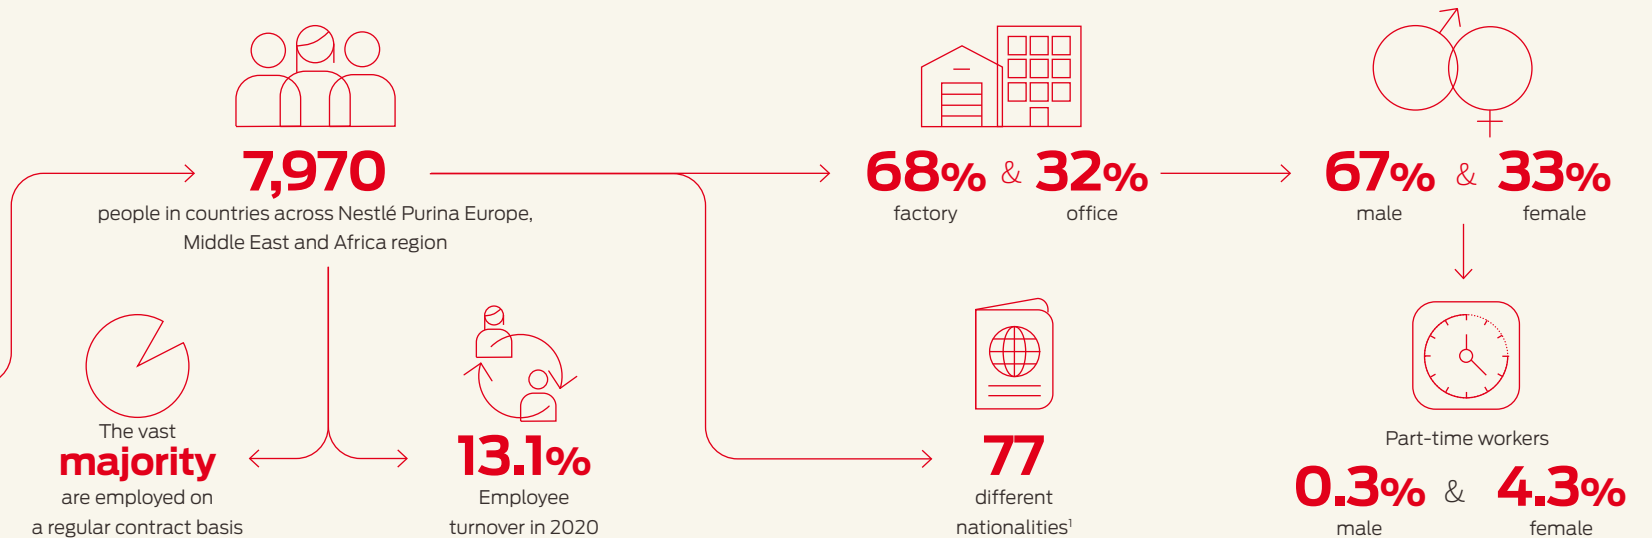 7,970
people in countries across Nestlé Purina Europe,
Middle East and Africa region
68% & 32%
factory office
67% & 33%
male female
The vast
majority
are employed on
a regular contract basis
13.1%
Employee
turnover in 2020
77
different
nationalities¹
Part-time workers
0.3% & 4.3%
male female